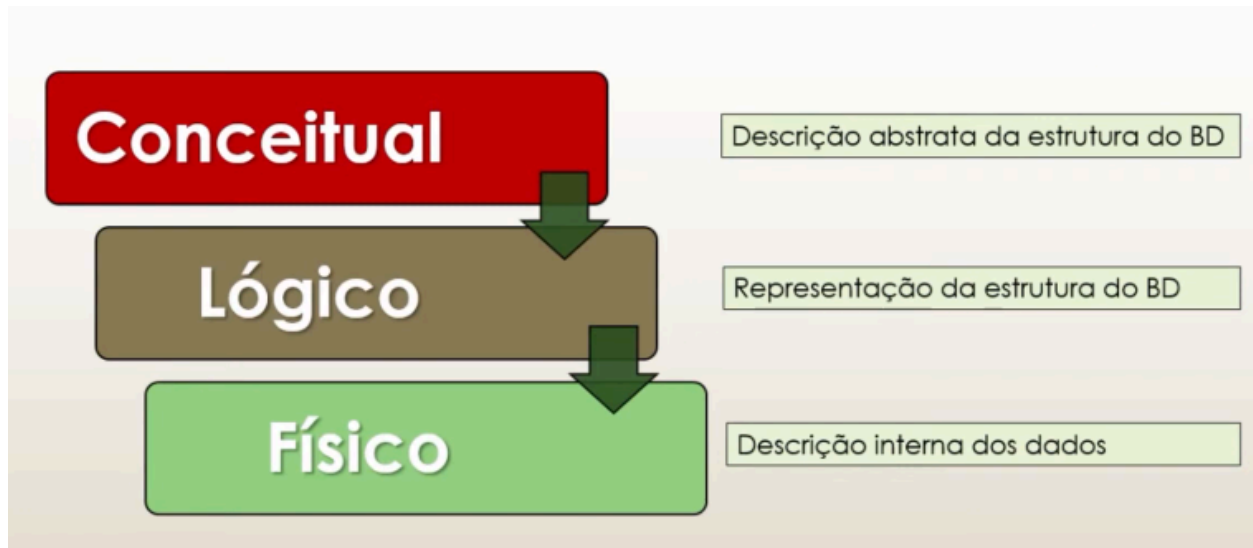 Conceitual
Descrição abstrata da estrutura do BD
Lógico
Representação da estrutura do BD
Físico
Descrição interna dos dados